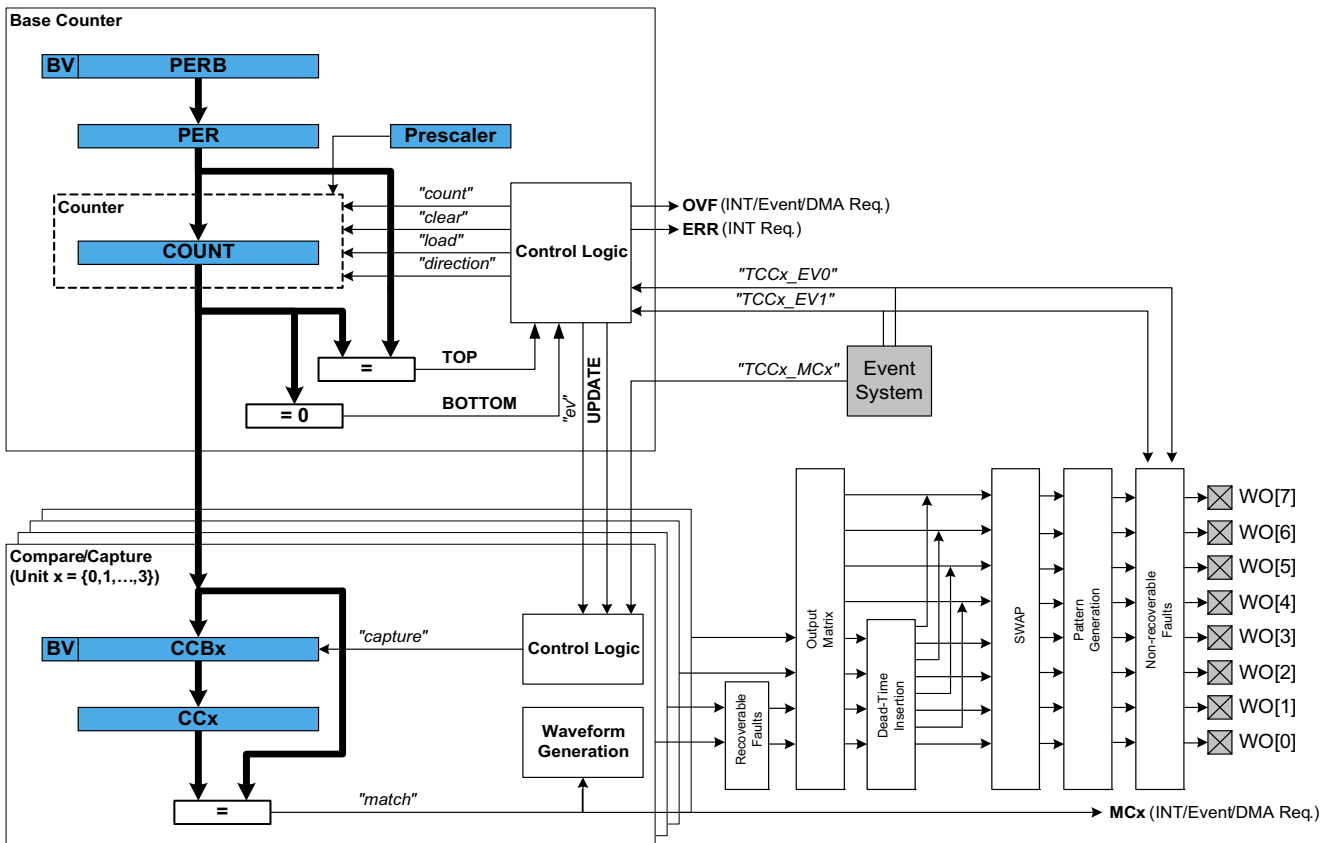 Base Counter
BV PERB
PER
Prescaler
Counter
COUNT
"count"
"clear"
"load"
"direction"
Control Logic
OVF (INT/Event/DMA Req.)
ERR (INT Req.)
"TCCx_EV0"
"TCCx_EV1"
"TCCx_MCx"
Event
System
=
TOP
= 0
BOTTOM
"ev"
UPDATE
Compare/Capture
(Unit x = {0,1,…,3})
BV CCBx
CCx
=
"capture"
Control Logic
Waveform
Generation
"match"
Recoverable
Faults
Output
Matrix
Dead-Time
Insertion
SWAP
Pattern
Generation
Non-recoverable
Faults
WO[7]
WO[6]
WO[5]
WO[4]
WO[3]
WO[2]
WO[1]
WO[0]
MCx (INT/Event/DMA Req.)